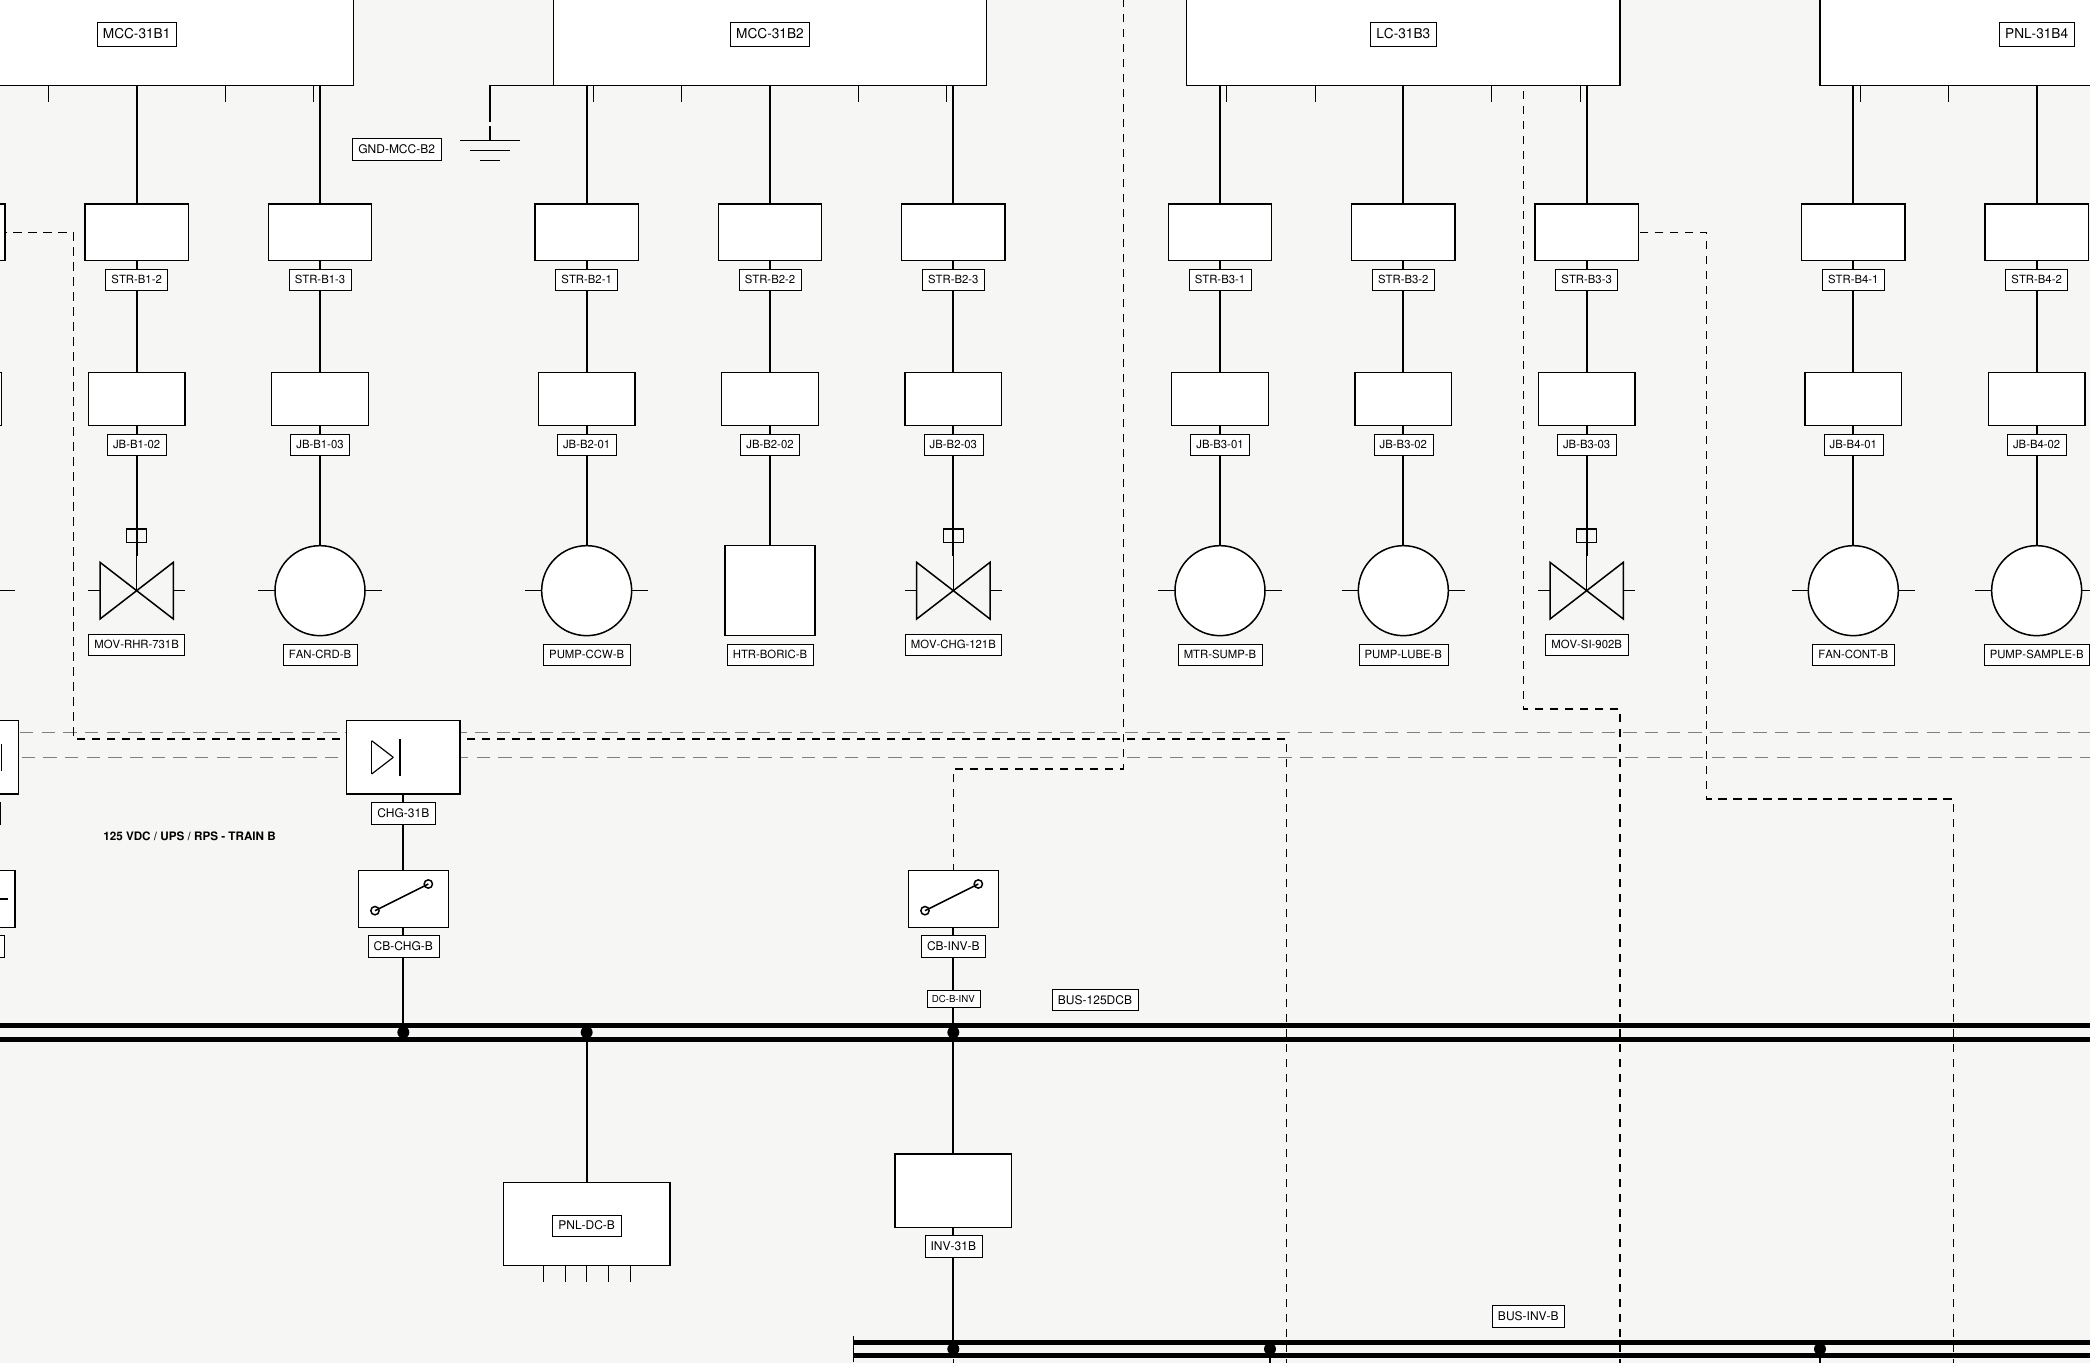 MCC-31B1
MCC-31B2
LC-31B3
PNL-31B4
GND-MCC-B2
STR-B1-2
STR-B1-3
STR-B2-1
STR-B2-2
STR-B2-3
STR-B3-1
STR-B3-2
STR-B3-3
STR-B4-1
STR-B4-2
JB-B1-02
JB-B1-03
JB-B2-01
JB-B2-02
JB-B2-03
JB-B3-01
JB-B3-02
JB-B3-03
JB-B4-01
JB-B4-02
MOV-RHR-731B
FAN-CRD-B
PUMP-CCW-B
HTR-BORIC-B
MOV-CHG-121B
MTR-SUMP-B
PUMP-LUBE-B
MOV-SI-902B
FAN-CONT-B
PUMP-SAMPLE-B
CHG-31B
125 VDC / UPS / RPS - TRAIN B
CB-CHG-B
CB-INV-B
DC-B-INV
BUS-125DCB
PNL-DC-B
INV-31B
BUS-INV-B